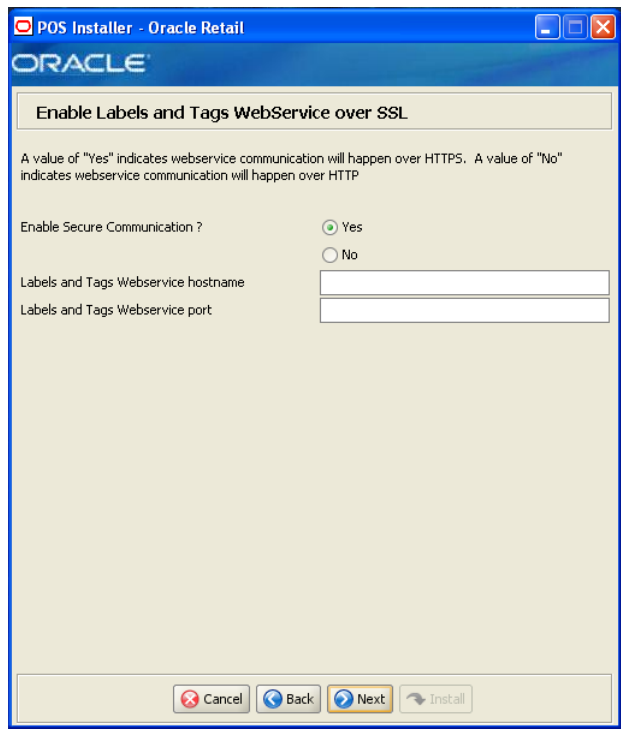 POS Installer - Oracle Retail
ORACLE
Enable Labels and Tags WebService over SSL
A value of "Yes" indicates webservice communication will happen over HTTPS. A value of "No"
indicates webservice communication will happen over HTTP
Enable Secure Communication ?
Yes
No
Labels and Tags Webservice hostname
Labels and Tags Webservice port
Cancel
Back
Next
Install